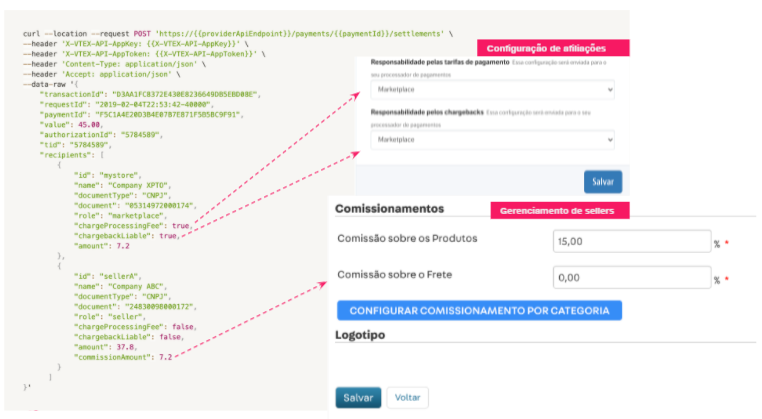 curl --location --request POST 'https://{{providerApiEndpoint}}/payments/{{paymentId}}/settlements' \
--header 'X-VTEX-API-AppKey: {{X-VTEX-API-AppKey}}' \
--header 'X-VTEX-API-AppToken: {{X-VTEX-API-AppToken}}' \
--header 'Content-Type: application/json' \
--header 'Accept: application/json' \
--data-raw '{
"transactionId": "D3AA1FC8372E430E8236649DB5EBD08E",
"requestId": "2019-02-04T22:53:42-40000",
"paymentId": "F5C1A4E20D3B4E07B7E871F5B5BC9F91",
"value": 45.00,
"authorizationId": "5784589",
"tid": "5784589",
"recipients": [
{
"id": "mystore",
"name": "Company XPTO",
"documentType": "CNPJ",
"document": "05314972000174",
"role": "marketplace",
"chargeProcessingFee": true,
"chargebackLiable": true,
"amount": 7.2
},
{
"id": "sellerA",
"name": "Company ABC",
"documentType": "CNPJ",
"document": "24830098000172",
"role": "seller",
"chargeProcessingFee": false,
"chargebackLiable": false,
"amount": 37.8,
"commissionAmount": 7.2
}
]
}'
Configuração de afiliações
Responsabilidade pelas tarifas de pagamento Essa configuração será enviada para o
seu processador de pagamentos
Marketplace
Responsabilidade pelos chargebacks Essa configuração será enviada para o seu
processador de pagamentos
Marketplace
Salvar
Comissionamentos
Gerenciamento de sellers
Comissão sobre os Produtos
15,00
% *
Comissão sobre o Frete
0,00
% *
CONFIGURAR COMISSIONAMENTO POR CATEGORIA
Logotipo
Salvar
Voltar